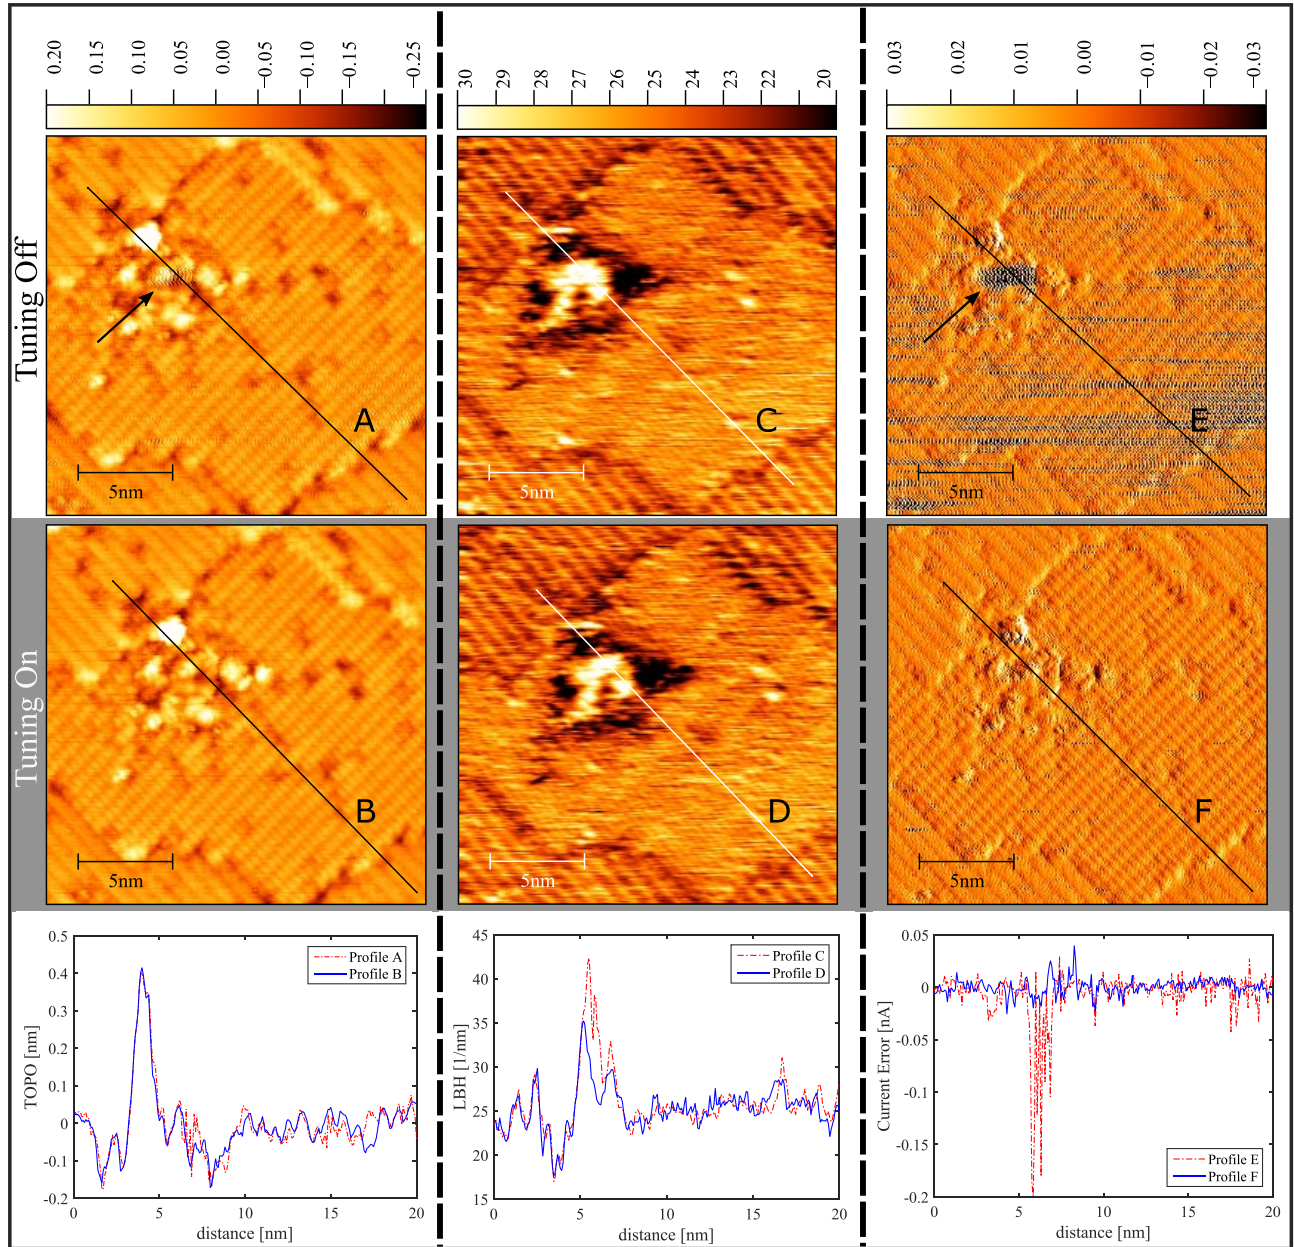 0.20 0.15 0.10 0.05 0.00 −0.05 −0.10 −0.15 −0.25
30 29 28 27 26 25 24 23 22 20
0.03 0.02 0.01 0.00 −0.01 −0.02 −0.03
Tuning Off
A
5nm
C
5nm
E
5nm
Tuning On
B
5nm
D
5nm
F
5nm
TOPO [nm]
0.5
0.4
0.3
0.2
0.1
0
-0.1
-0.2
0 5 10 15 20
distance [nm]
Profile A
Profile B
LBH [1/nm]
45
40
35
30
25
20
15
0 5 10 15 20
distance [nm]
Profile C
Profile D
Current Error [nA]
0.05
0
-0.05
-0.1
-0.15
-0.2
0 5 10 15 20
distance [nm]
Profile E
Profile F